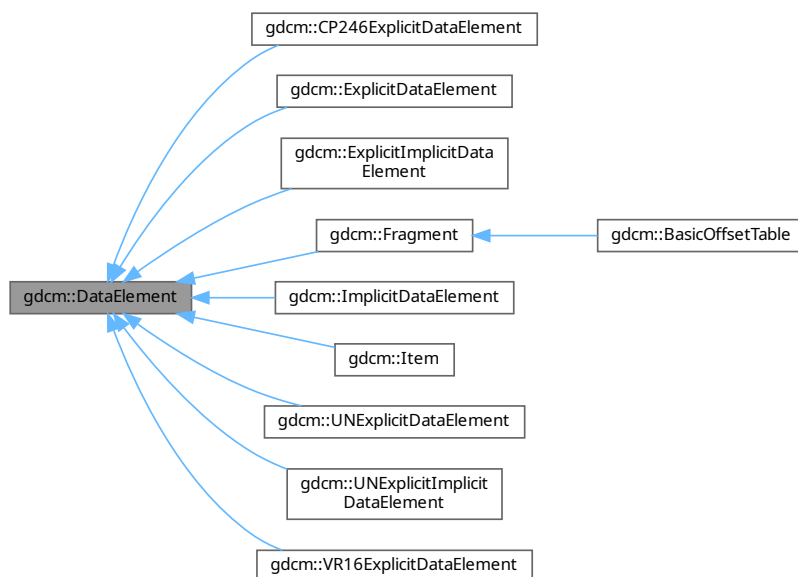 gdcm::CP246ExplicitDataElement
gdcm::ExplicitDataElement
gdcm::ExplicitImplicitData
Element
gdcm::Fragment
gdcm::BasicOffsetTable
gdcm::DataElement
gdcm::ImplicitDataElement
gdcm::Item
gdcm::UNExplicitDataElement
gdcm::UNExplicitImplicit
DataElement
gdcm::VR16ExplicitDataElement